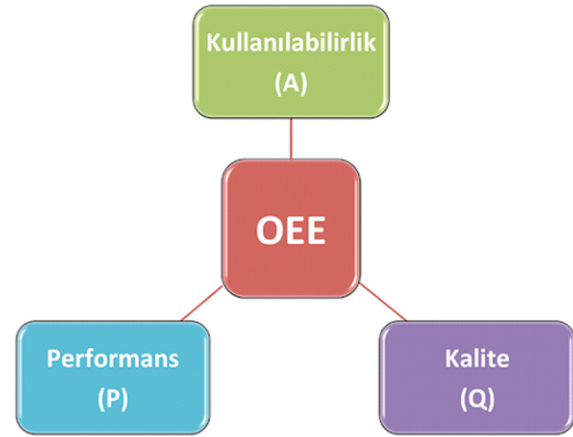 Kullanılabilirlik
(A)
OEE
Performans
(P)
Kalite
(Q)